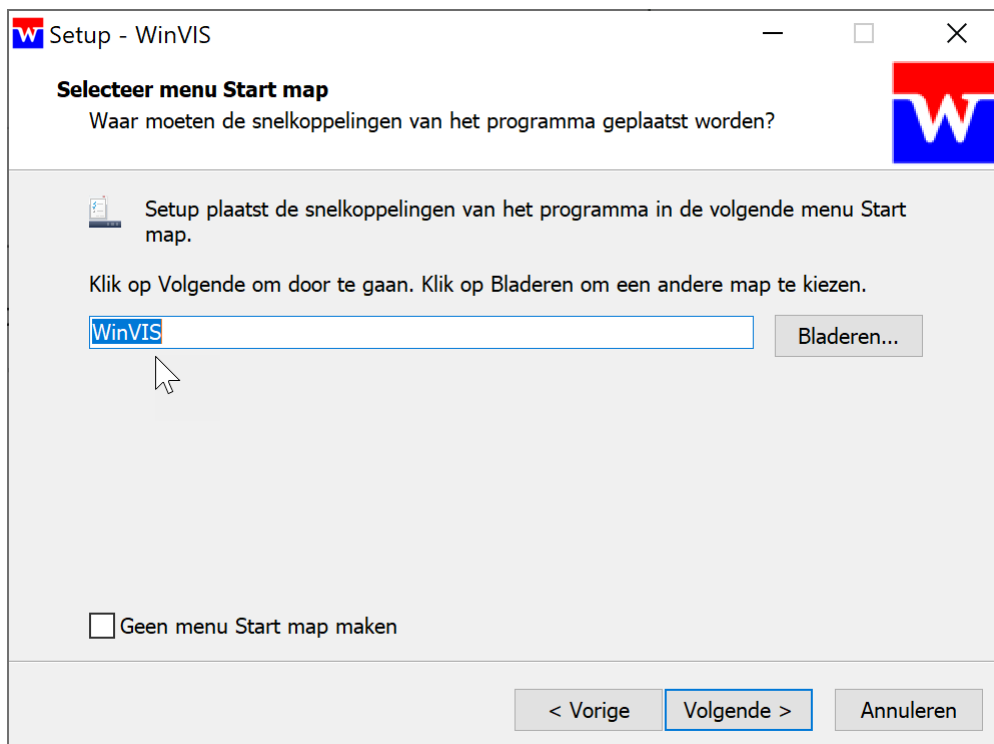 W Setup - WinVIS
Selecteer menu Start map
Waar moeten de snelkoppelingen van het programma geplaatst worden?
W
Setup plaatst de snelkoppelingen van het programma in de volgende menu Start
map.
Klik op Volgende om door te gaan. Klik op Bladeren om een andere map te kiezen.
WinVIS
Bladeren...
Geen menu Start map maken
< Vorige
Volgende >
Annuleren